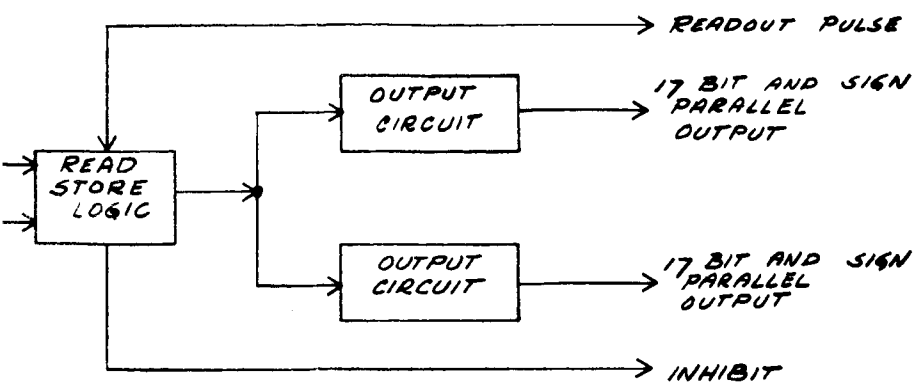 READOUT PULSE
OUTPUT
CIRCUIT
17 BIT AND SIGN
PARALLEL
OUTPUT
READ
STORE
LOGIC
OUTPUT
CIRCUIT
17 BIT AND SIGN
PARALLEL
OUTPUT
INHIBIT